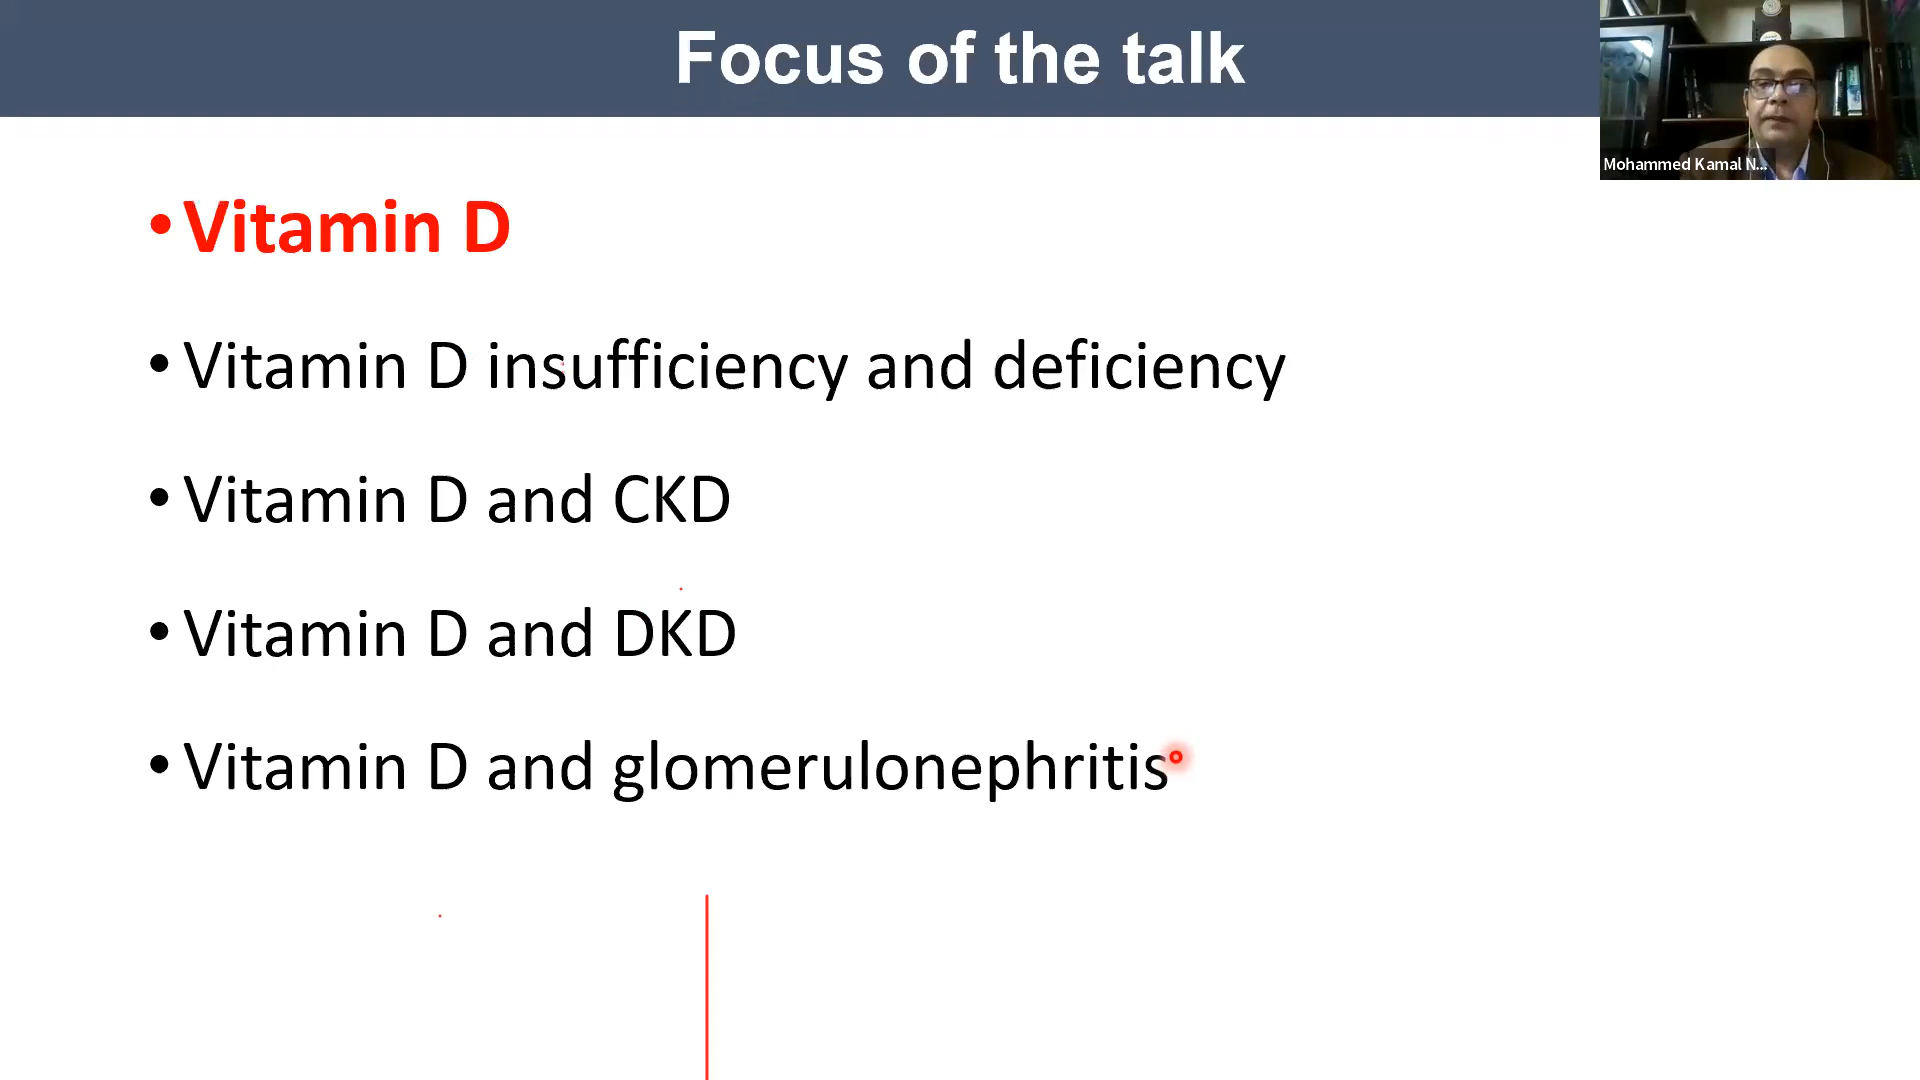 Focus of the talk
Mohammed Kamal N...
• Vitamin D
• Vitamin D insufficiency and deficiency
• Vitamin D and CKD
• Vitamin D and DKD
• Vitamin D and glomerulonephritis